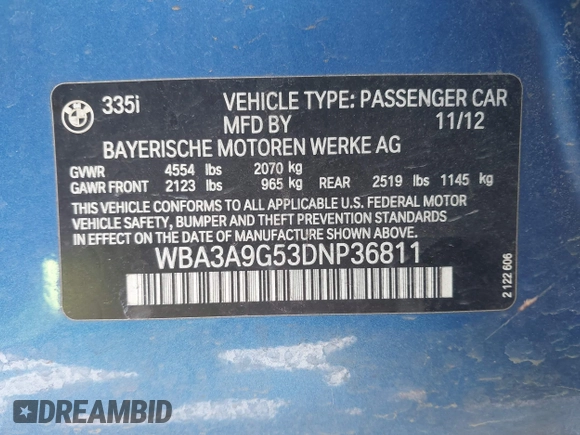 335i VEHICLE TYPE: PASSENGER CAR
MFD BY 11/12
BAYERISCHE MOTOREN WERKE AG
GVWR 4554 lbs 2070 kg
GAWR FRONT 2123 lbs 965 kg REAR 2519 lbs 1145 kg
THIS VEHICLE CONFORMS TO ALL APPLICABLE U.S. FEDERAL MOTOR
VEHICLE SAFETY, BUMPER AND THEFT PREVENTION STANDARDS
IN EFFECT ON THE DATE OF MANUFACTURE SHOWN ABOVE.
WBA3A9G53DNP36811
2 122 606
DREAMBID